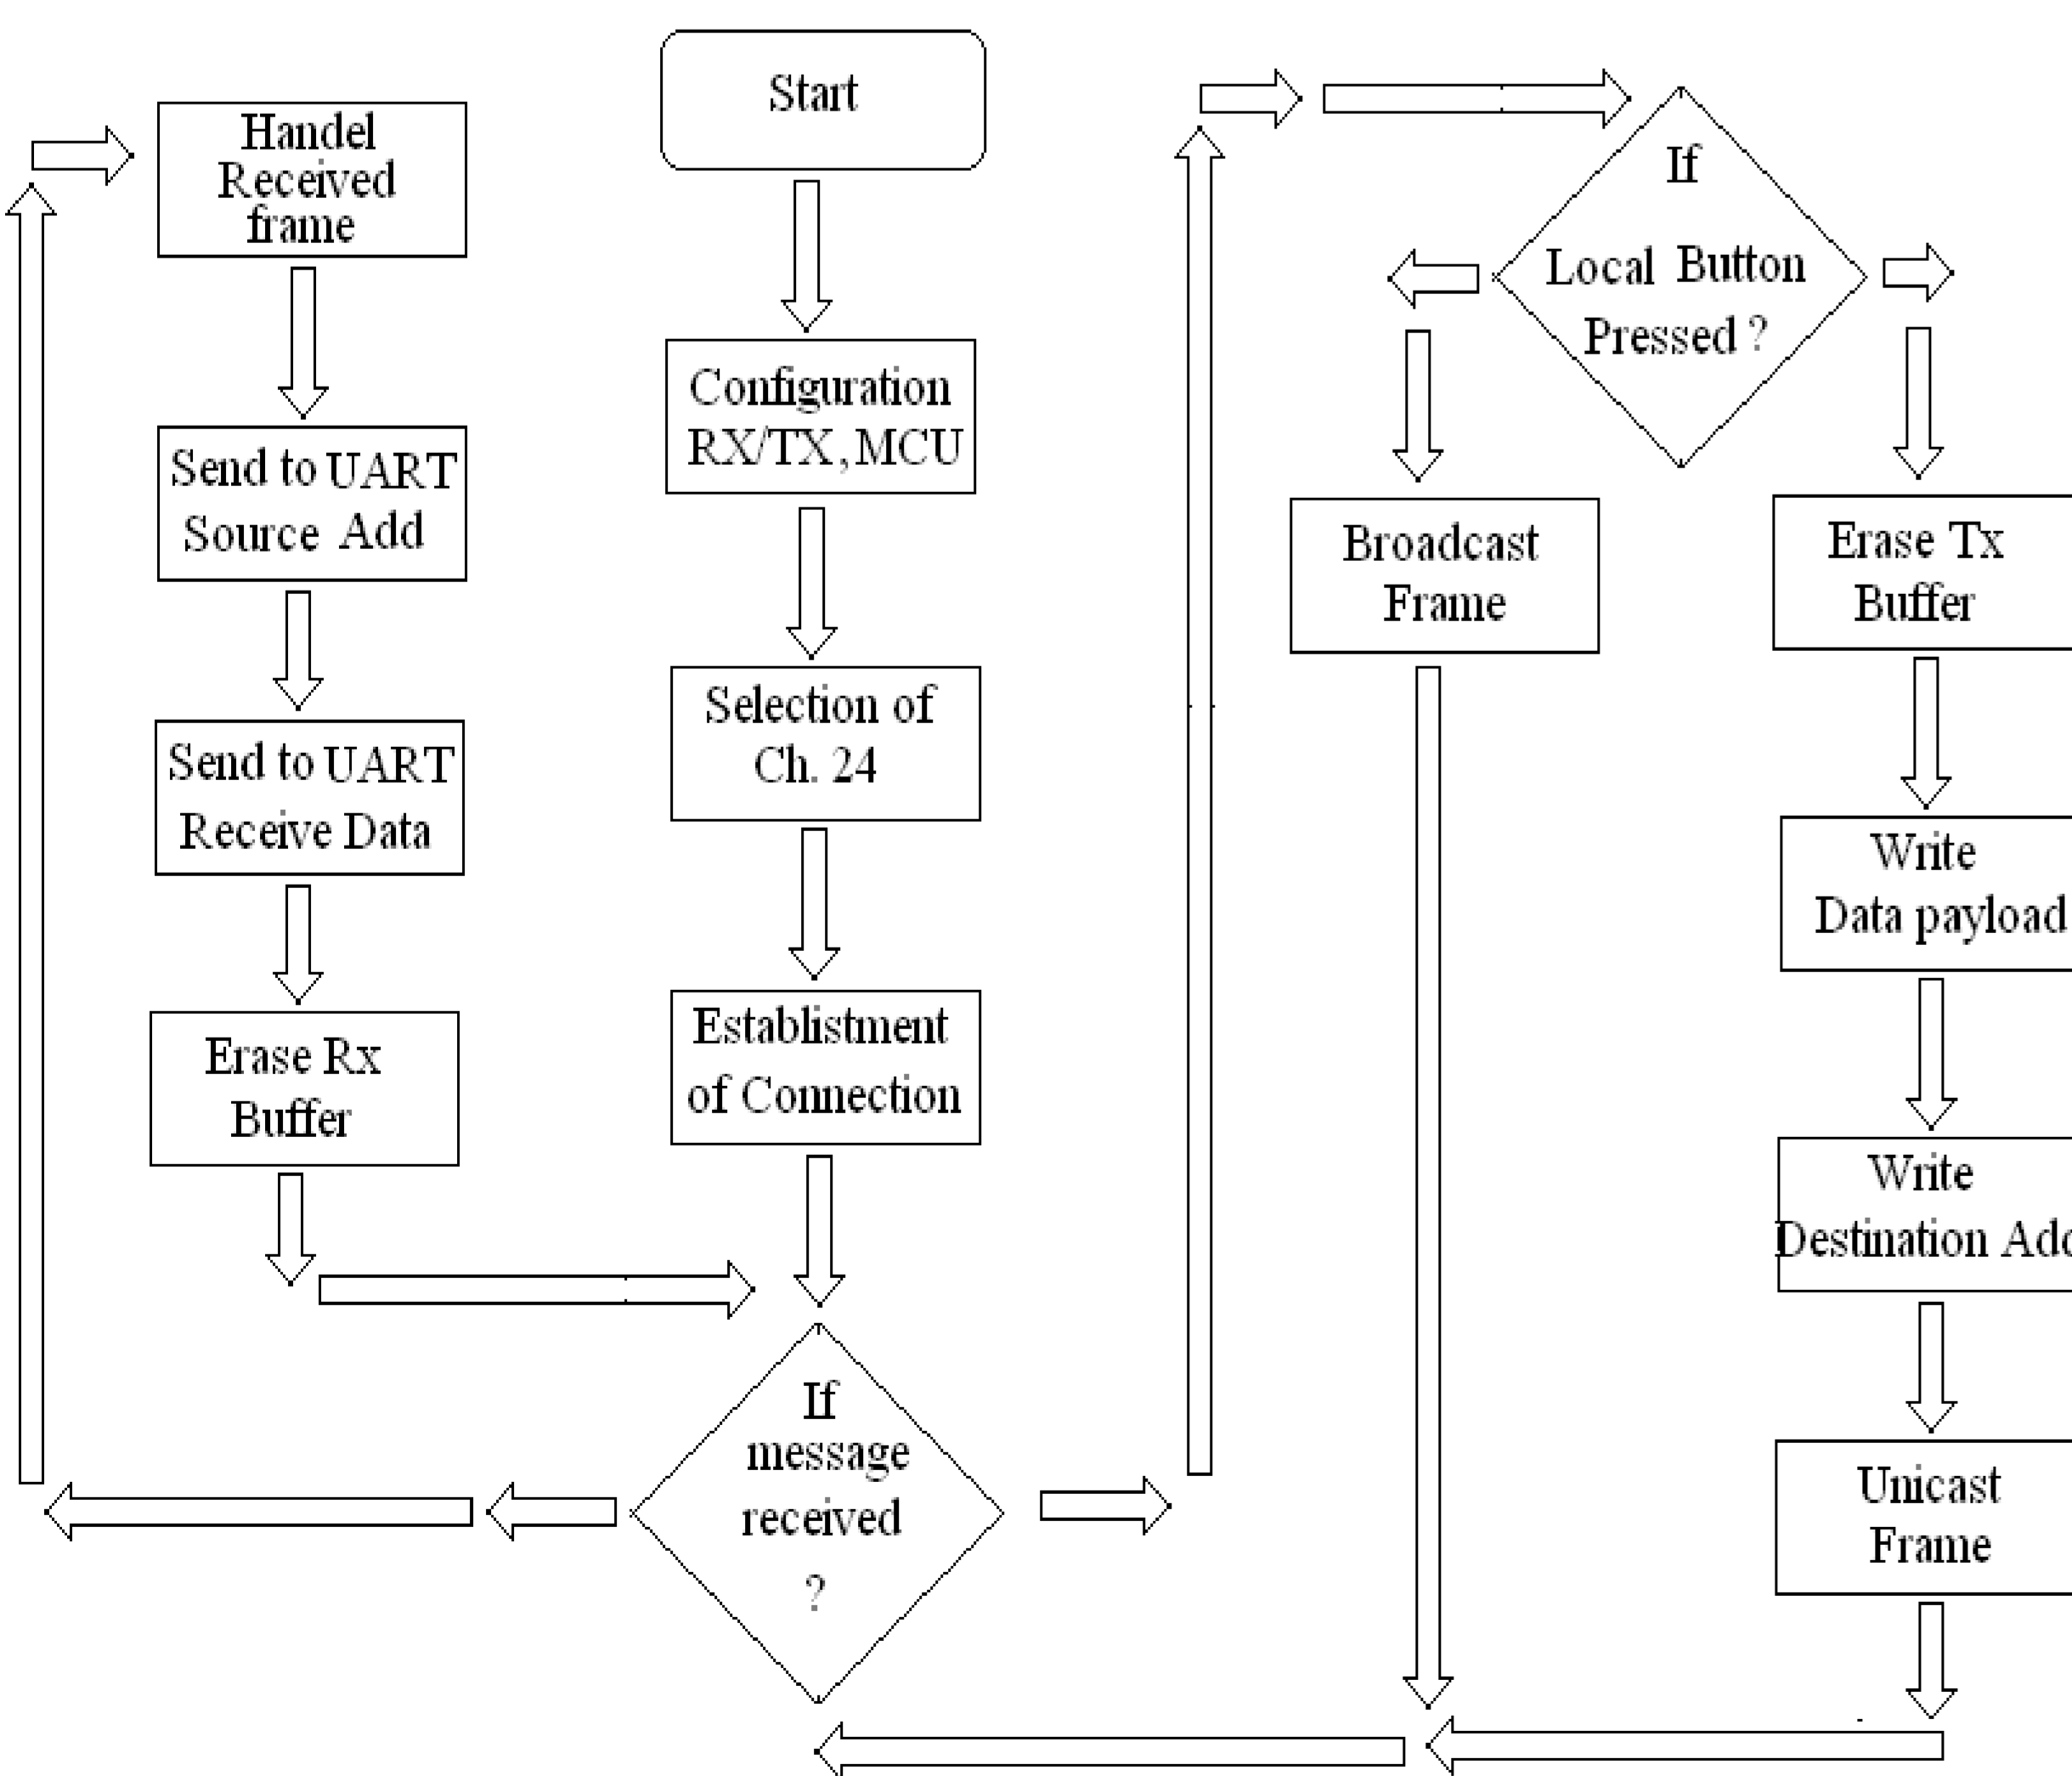 Start
Configuration
RX/TX, MCU
Selection of
Ch. 24
Establistment
of Connection
If
message
received
?
Handel
Received
frame
Send to UART
Source Add
Send to UART
Receive Data
Erase Rx
Buffer
If
Local Button
Pressed ?
Broadcast
Frame
Erase Tx
Buffer
Write
Data payload
Write
Destination Add
Unicast
Frame